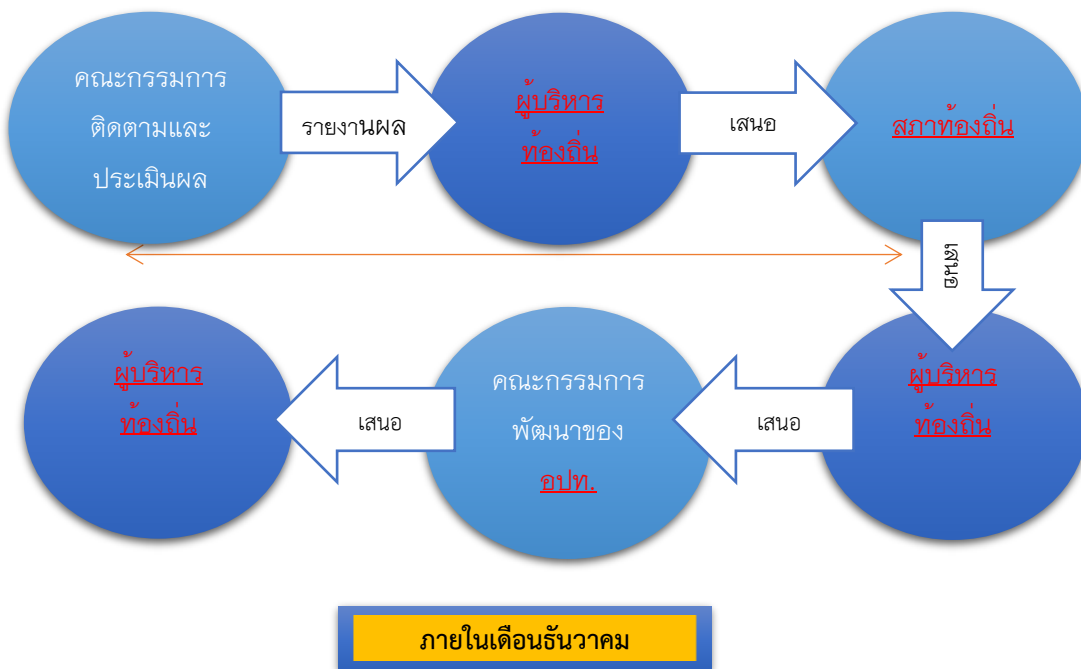 คณะกรรมการ
ติดตามและ
ประเมินผล
รายงานผล
ผู้บริหาร
ท้องถิ่น
เสนอ
สภาท้องถิ่น
เสนอ
ผู้บริหาร
ท้องถิ่น
เสนอ
คณะกรรมการ
พัฒนาของ
อปท.
เสนอ
ผู้บริหาร
ท้องถิ่น
ภายในเดือนธันวาคม